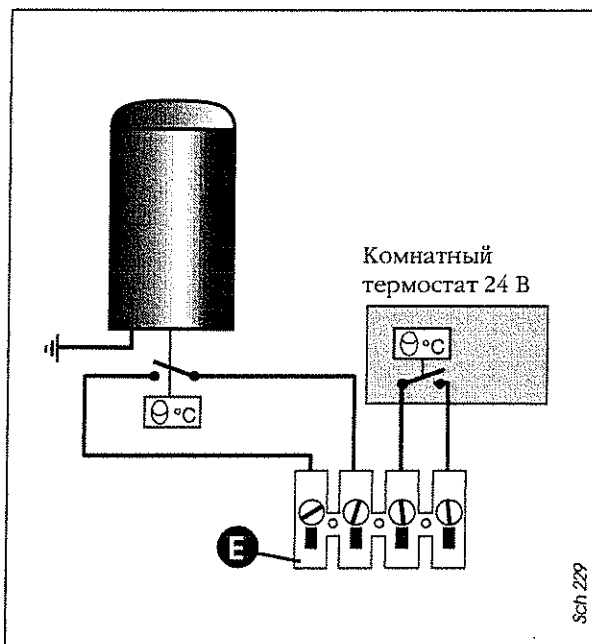 Комнатный
термостат 24 В
Θ °C
Θ °C
E
Sch 229